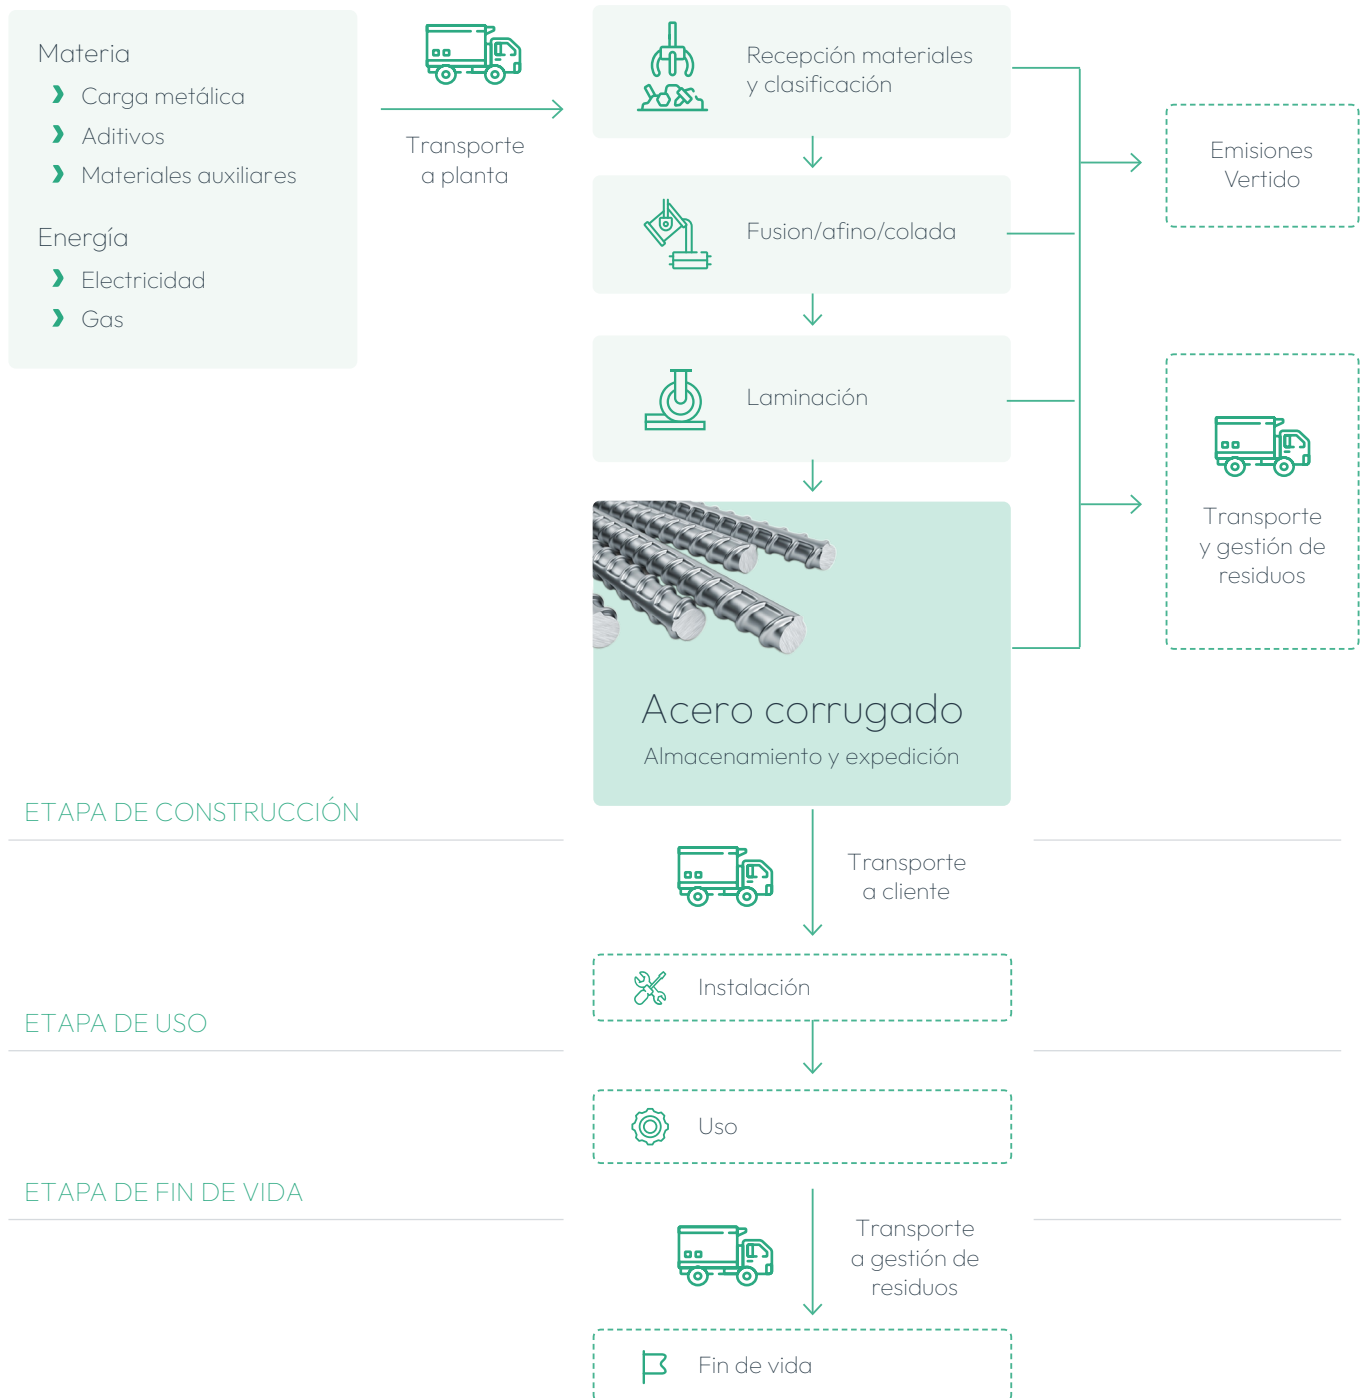 Materia
Carga metálica
Aditivos
Materiales auxiliares
Energía
Electricidad
Gas
Transporte
a planta
Recepción materiales
y clasificación
Fusion/afino/colada
Laminación
Emisiones
Vertido
Transporte
y gestión de
residuos
Acero corrugado
Almacenamiento y expedición
ETAPA DE CONSTRUCCIÓN
Transporte
a cliente
Instalación
ETAPA DE USO
Uso
ETAPA DE FIN DE VIDA
Transporte
a gestión de
residuos
Fin de vida